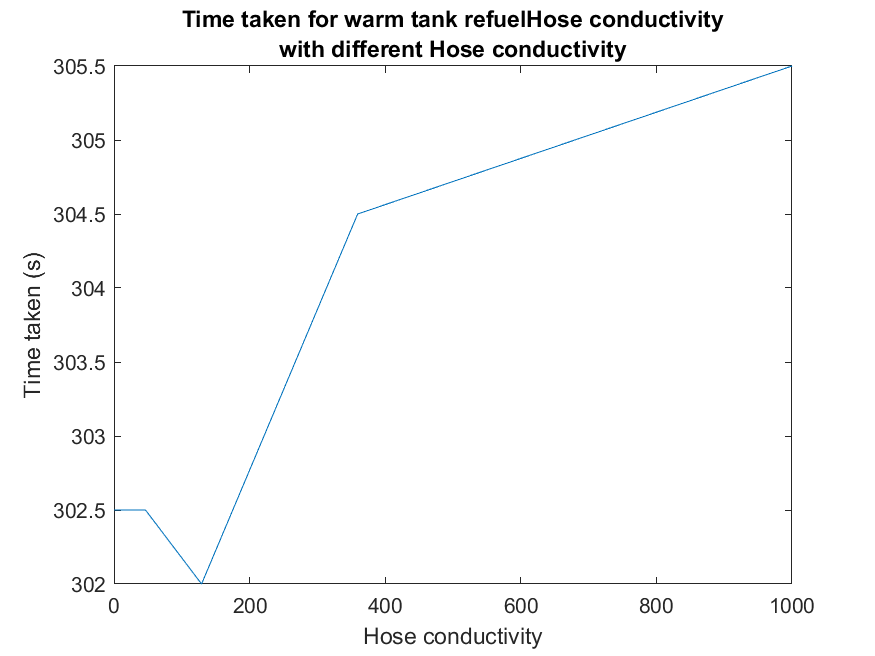 Time taken for warm tank refuelHose conductivity
with different Hose conductivity
305.5
305
304.5
304
303.5
303
302.5
302
Time taken (s)
0 200 400 600 800 1000
Hose conductivity